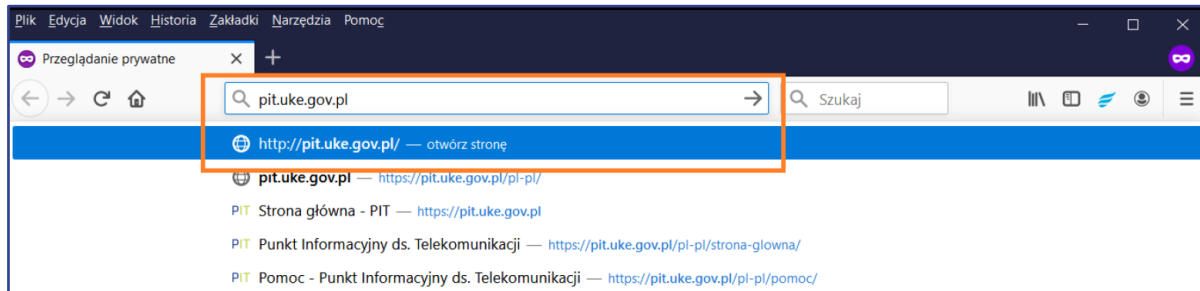 Plik Edycja Widok Historia Zakładki Narzędzia Pomoc
Przeglądanie prywatne
pit.uke.gov.pl
Szukaj
http://pit.uke.gov.pl/ — otwórz stronę
pit.uke.gov.pl — https://pit.uke.gov.pl/pl-pl/
PIT Strona główna - PIT — https://pit.uke.gov.pl
PIT Punkt Informacyjny ds. Telekomunikacji — https://pit.uke.gov.pl/pl-pl/strona-glowna/
PIT Pomoc - Punkt Informacyjny ds. Telekomunikacji — https://pit.uke.gov.pl/pl-pl/pomoc/